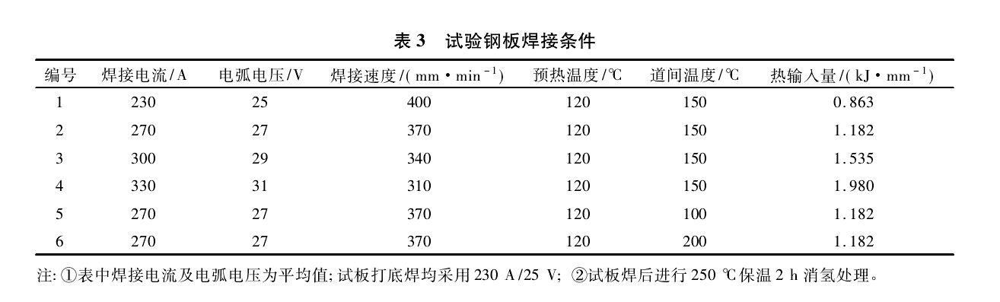 表 3 试验钢板焊接条件
编号 焊接电流/A 电弧电压/V 焊接速度/(mm·min⁻¹) 预热温度/℃ 道间温度/℃ 热输入量/(kJ·mm⁻¹)
1 230 25 400 120 150 0.863
2 270 27 370 120 150 1.182
3 300 29 340 120 150 1.535
4 330 31 310 120 150 1.980
5 270 27 370 120 100 1.182
6 270 27 370 120 200 1.182
注: ①表中焊接电流及电弧电压为平均值; 试板打底焊均采用 230 A/25 V; ②试板焊后进行 250 ℃保温 2 h 消氢处理。